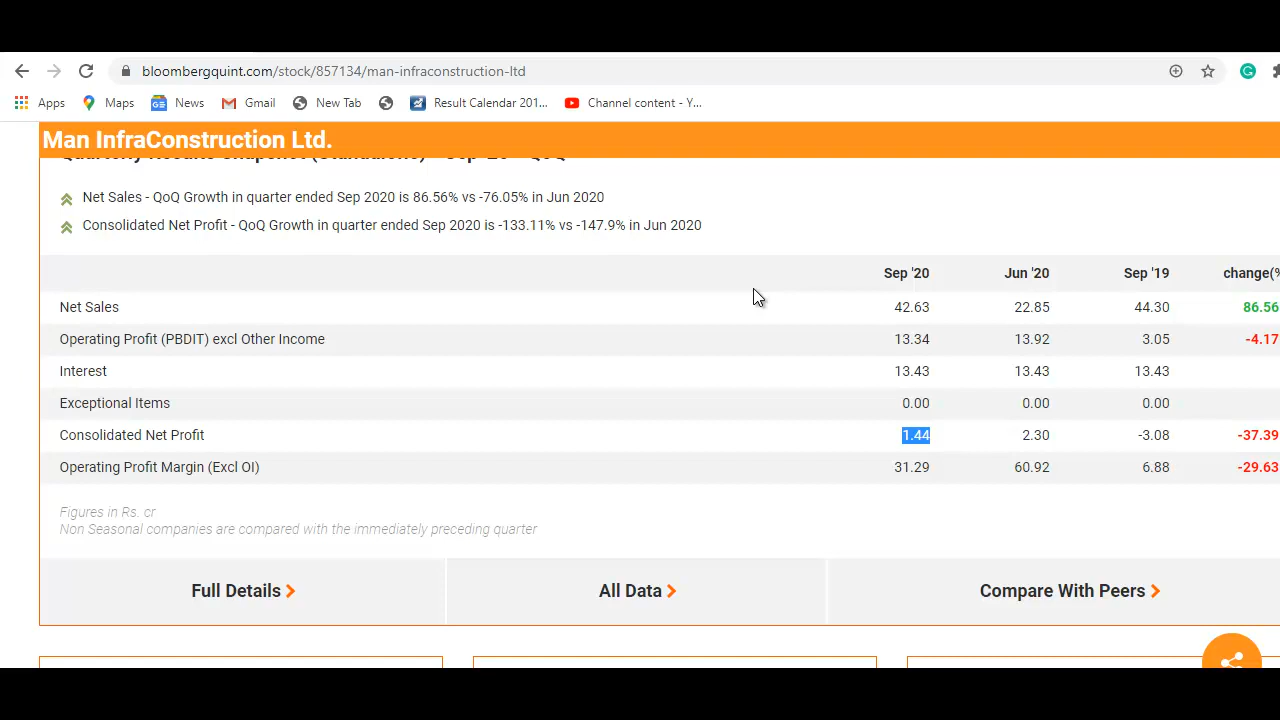 bloombergquint.com/stock/857134/man-infraconstruction-ltd
Apps Maps News Gmail New Tab Result Calendar 201... Channel content - Y...
Man InfraConstruction Ltd.
Net Sales - QoQ Growth in quarter ended Sep 2020 is 86.56% vs -76.05% in Jun 2020
Consolidated Net Profit - QoQ Growth in quarter ended Sep 2020 is -133.11% vs -147.9% in Jun 2020
Sep '20 Jun '20 Sep '19 change(%
Net Sales 42.63 22.85 44.30 86.56
Operating Profit (PBDIT) excl Other Income 13.34 13.92 3.05 -4.17
Interest 13.43 13.43 13.43
Exceptional Items 0.00 0.00 0.00
Consolidated Net Profit 1.44 2.30 -3.08 -37.39
Operating Profit Margin (Excl OI) 31.29 60.92 6.88 -29.63
Figures in Rs. cr
Non Seasonal companies are compared with the immediately preceding quarter
Full Details All Data Compare With Peers